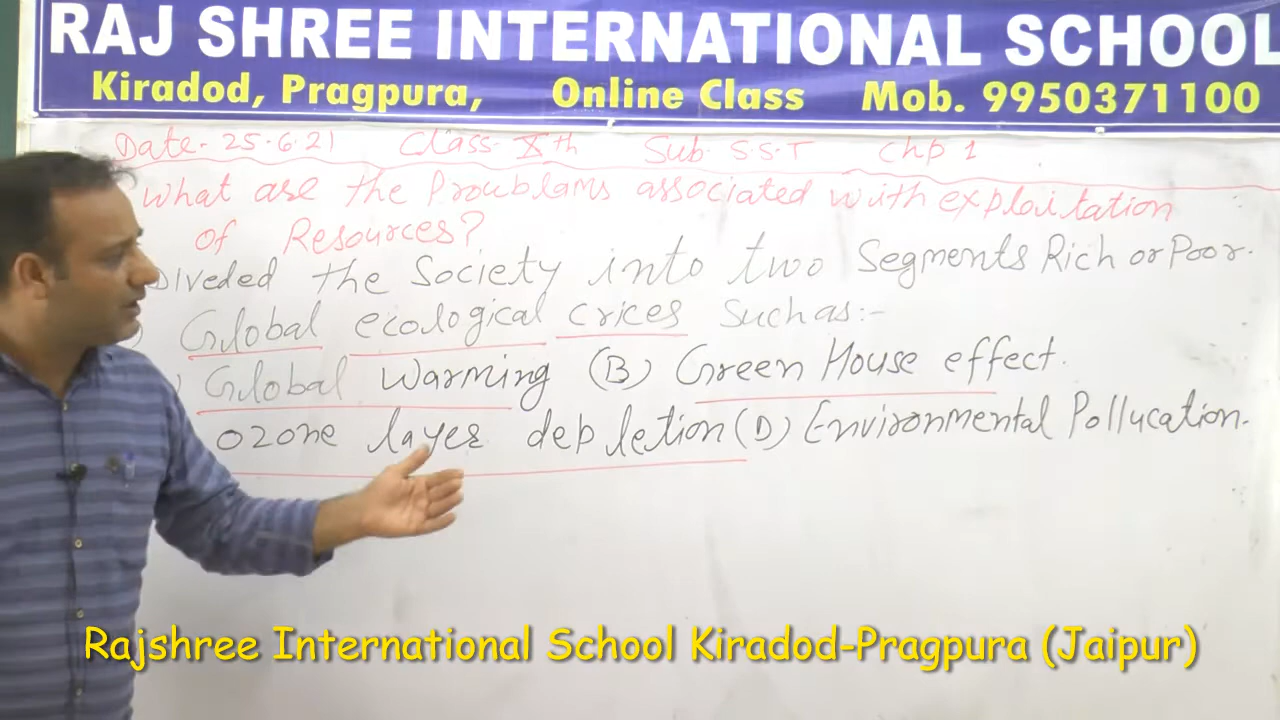 RAJ SHREE INTERNATIONAL SCHOOL
Kiradod, Pragpura, Online Class Mob. 9950371100
Date. 25.6.21 Class- Xth Sub. S.S.T Chp 1
What are the Proublams associated with exploitation
of Resources?
Diveded the Society into two Segments Rich or Poor.
) Global ecological crices Such as:-
) Global Warming (B) Green House effect.
ozone layer depletion (D) Environmental Pollucation.
Rajshree International School Kiradod-Pragpura (Jaipur)